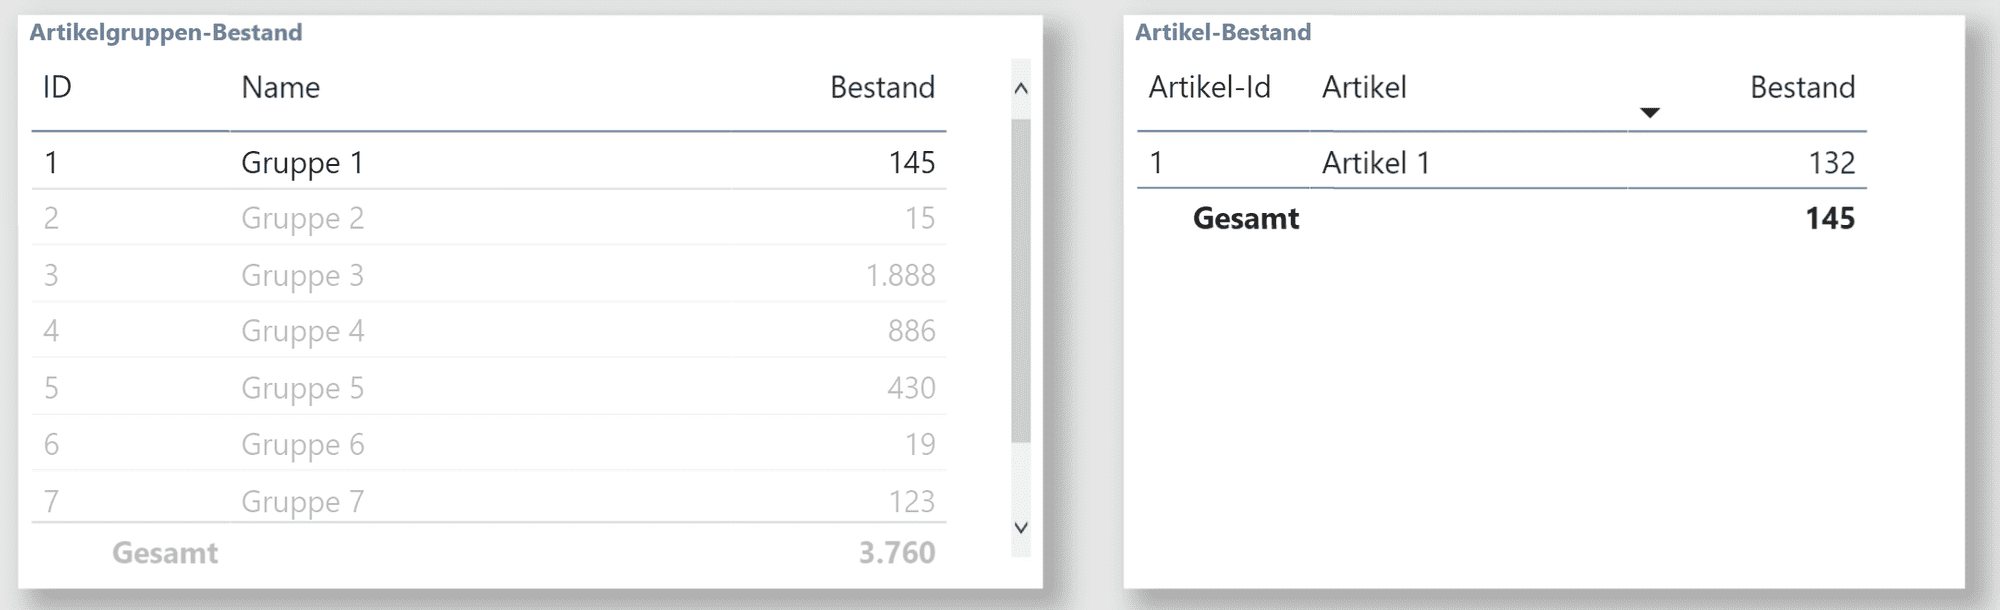 Artikelgruppen-Bestand
ID Name Bestand
1 Gruppe 1 145
2 Gruppe 2 15
3 Gruppe 3 1.888
4 Gruppe 4 886
5 Gruppe 5 430
6 Gruppe 6 19
7 Gruppe 7 123
Gesamt 3.760
Artikel-Bestand
Artikel-Id Artikel Bestand
1 Artikel 1 132
Gesamt 145